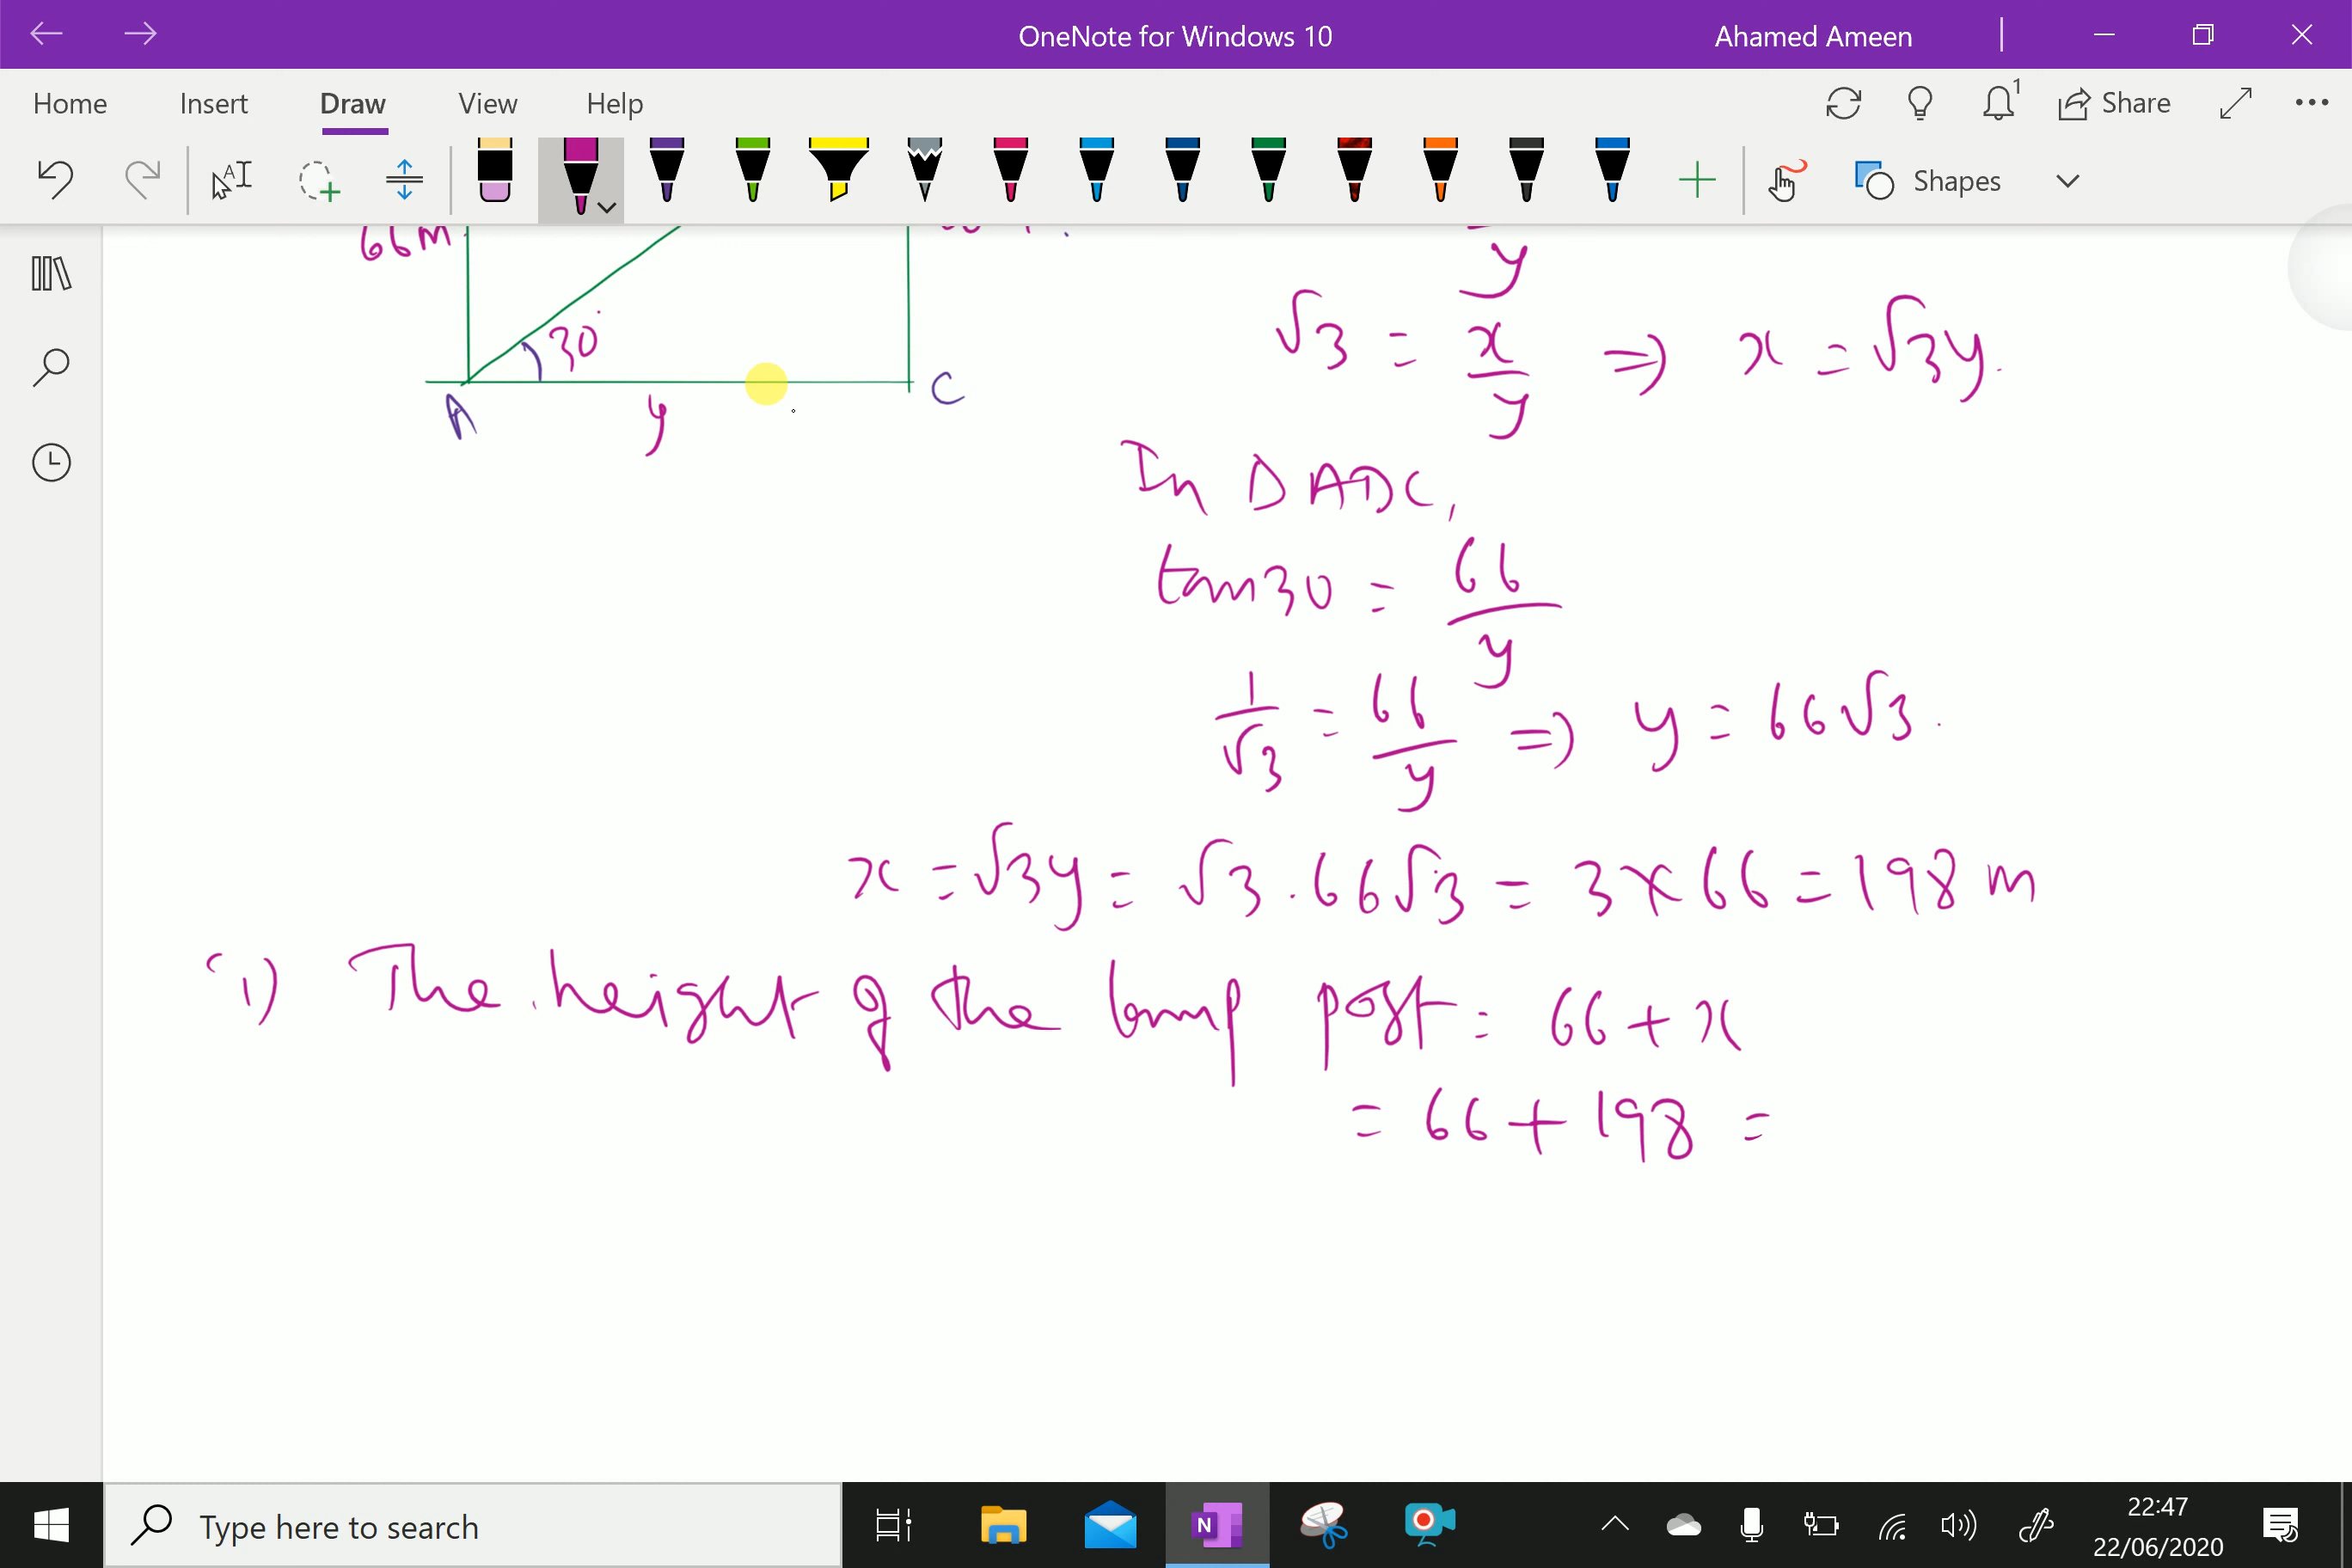 OneNote for Windows 10
Ahamed Ameen
Home Insert Draw View Help
1 Share
Shapes
66m
30°
A y C
y
√3 = x/y ⇒ x = √3y.
In Δ ADC,
tan30 = 66/y
1/√3 = 66/y ⇒ y = 66√3.
x = √3y = √3 . 66√3 = 3×66 = 198 m
i) The height of the lamp post = 66 + x
= 66 + 198 =
Type here to search
N
22:47
22/06/2020